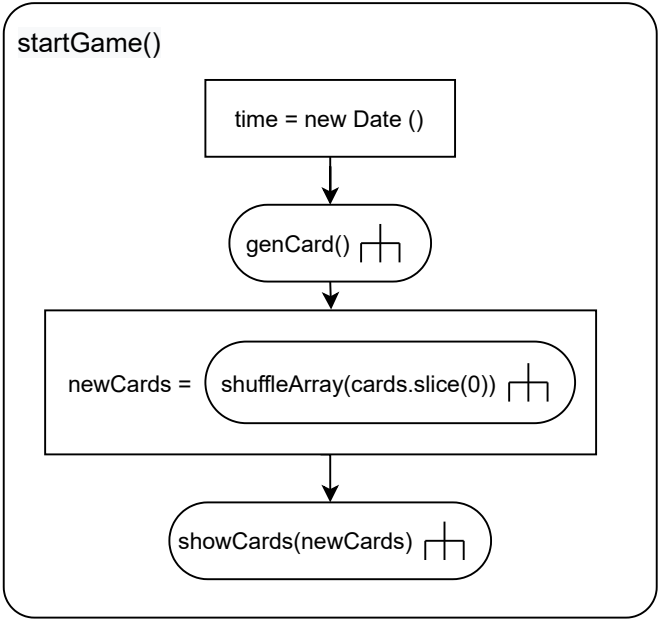 startGame()
time = new Date ()
genCard()
newCards = shuffleArray(cards.slice(0))
showCards(newCards)